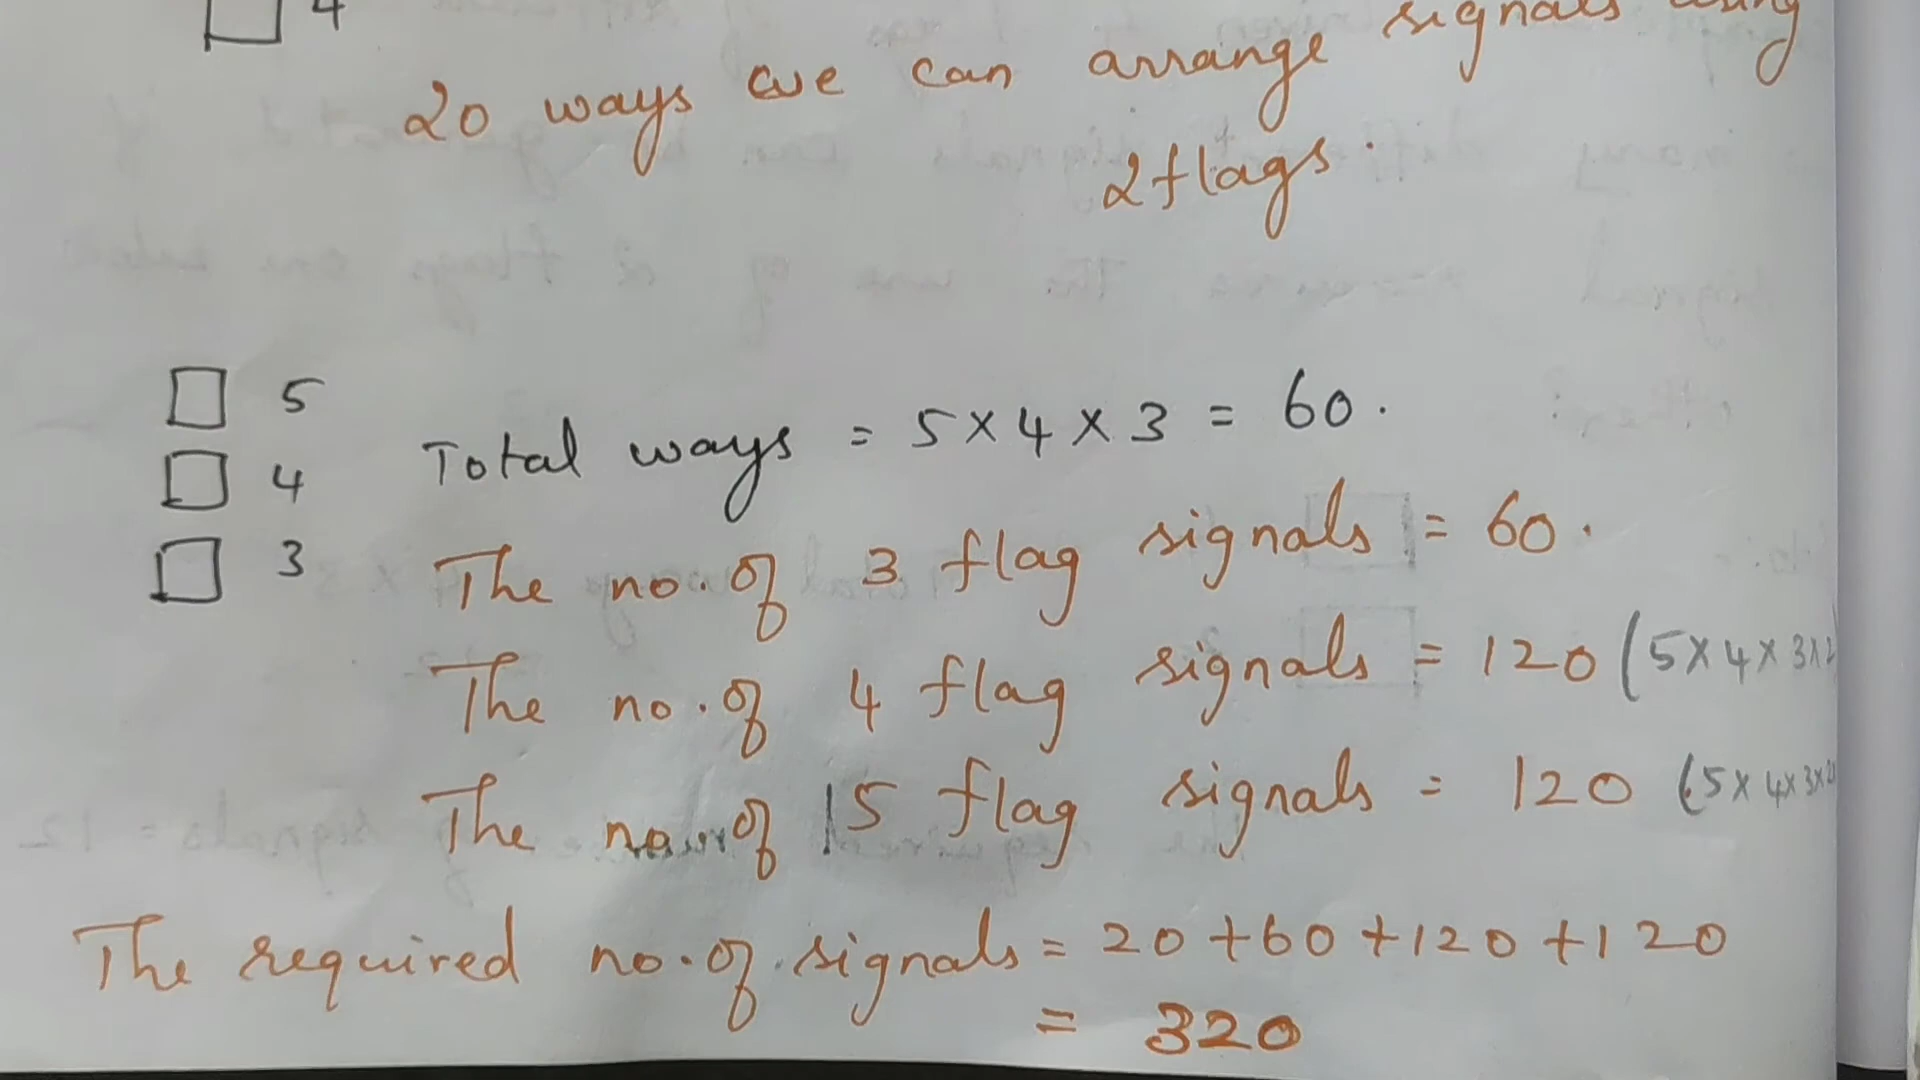 4
20 ways we can arrange signals using
2 flags.
5
4
3
Total ways = 5 × 4 × 3 = 60.
The no. of 3 flag signals = 60.
The no. of 4 flag signals = 120 (5 × 4 × 3 × 2
The no. of 5 flag signals = 120 (5 × 4 × 3 × 2
The required no. of signals = 20 + 60 + 120 + 120
= 320